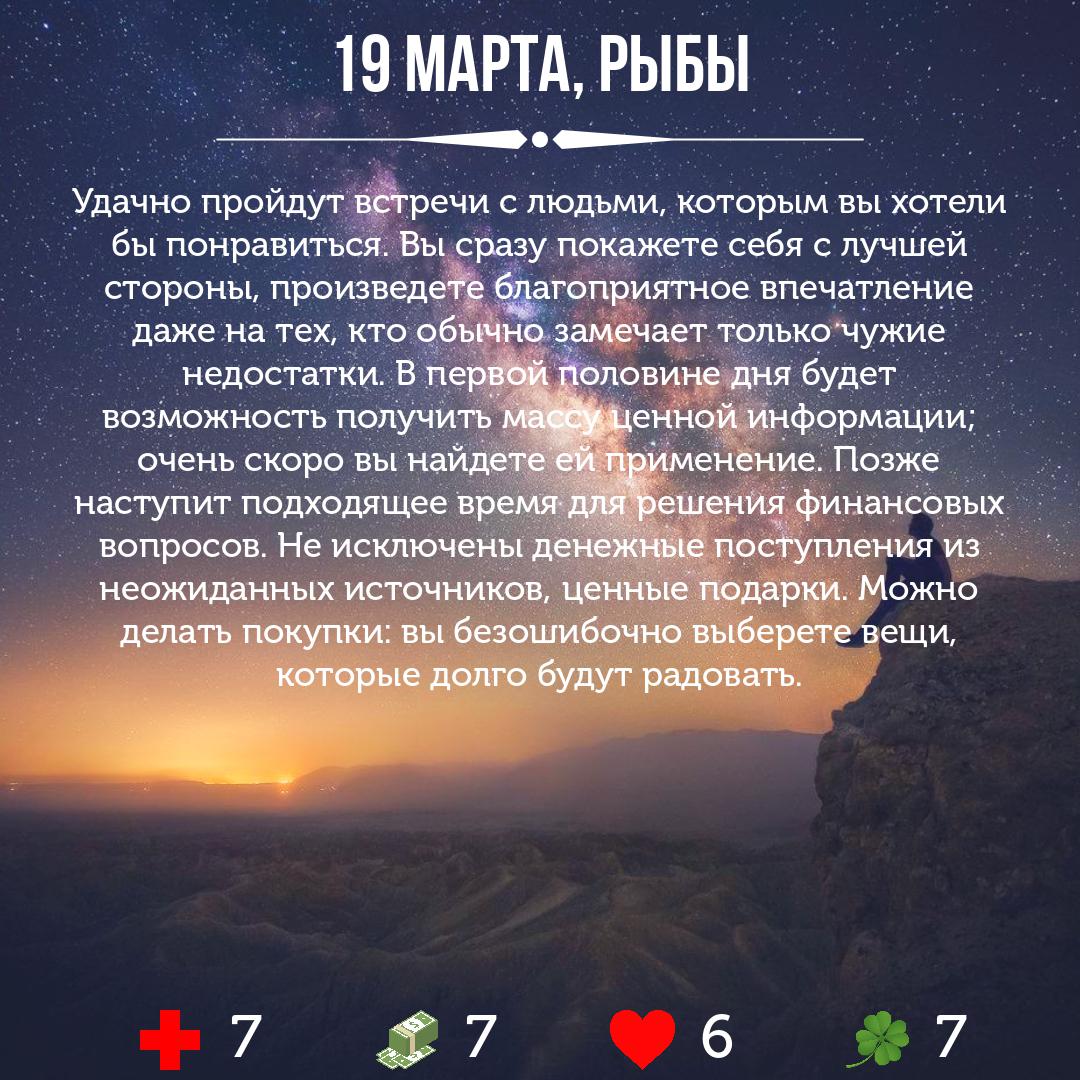 19 МАРТА, РЫБЫ
Удачно пройдут встречи с людьми, которым вы хотели
бы понравиться. Вы сразу покажете себя с лучшей
стороны, произведете благоприятное впечатление
даже на тех, кто обычно замечает только чужие
недостатки. В первой половине дня будет
возможность получить массу ценной информации;
очень скоро вы найдете ей применение. Позже
наступит подходящее время для решения финансовых
вопросов. Не исключены денежные поступления из
неожиданных источников, ценные подарки. Можно
делать покупки: вы безошибочно выберете вещи,
которые долго будут радовать.
7 7 6 7